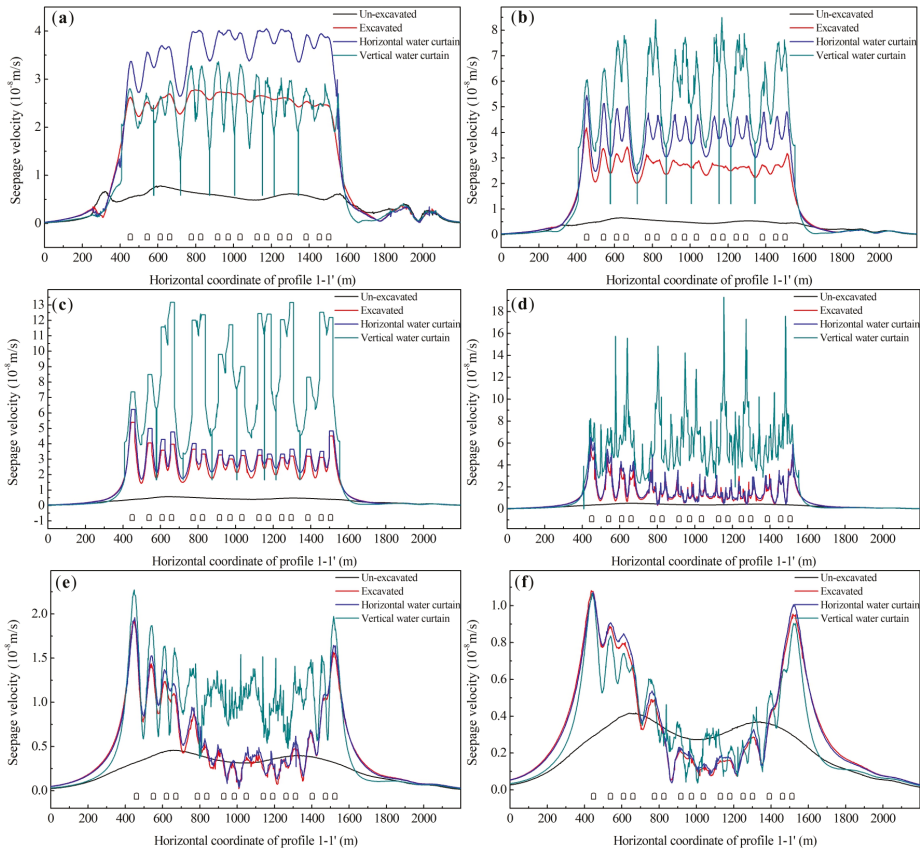 (a)
Un-excavated
Excavated
Horizontal water curtain
Vertical water curtain
Seepage velocity (10⁻⁸m/s)
4
3
2
1
0
0 200 400 600 800 1000 1200 1400 1600 1800 2000
Horizontal coordinate of profile 1-1' (m)
(b)
Un-excavated
Excavated
Horizontal water curtain
Vertical water curtain
Seepage velocity (10⁻⁸m/s)
9
8
7
6
5
4
3
2
1
0
0 200 400 600 800 1000 1200 1400 1600 1800 2000
Horizontal coordinate of profile 1-1' (m)
(c)
Un-excavated
Excavated
Horizontal water curtain
Vertical water curtain
Seepage velocity (10⁻⁸m/s)
13
12
11
10
9
8
7
6
5
4
3
2
1
0
-1
0 200 400 600 800 1000 1200 1400 1600 1800 2000
Horizontal coordinate of profile 1-1' (m)
(d)
Un-excavated
Excavated
Horizontal water curtain
Vertical water curtain
Seepage velocity (10⁻⁸m/s)
18
16
14
12
10
8
6
4
2
0
0 200 400 600 800 1000 1200 1400 1600 1800 2000
Horizontal coordinate of profile 1-1' (m)
(e)
Un-excavated
Excavated
Horizontal water curtain
Vertical water curtain
Seepage velocity (10⁻⁸m/s)
2.0
1.5
1.0
0.5
0.0
0 200 400 600 800 1000 1200 1400 1600 1800 2000
Horizontal coordinate of profile 1-1' (m)
(f)
Un-excavated
Excavated
Horizontal water curtain
Vertical water curtain
Seepage velocity (10⁻⁸m/s)
1.2
1.0
0.8
0.6
0.4
0.2
0.0
0 200 400 600 800 1000 1200 1400 1600 1800 2000
Horizontal coordinate of profile 1-1' (m)